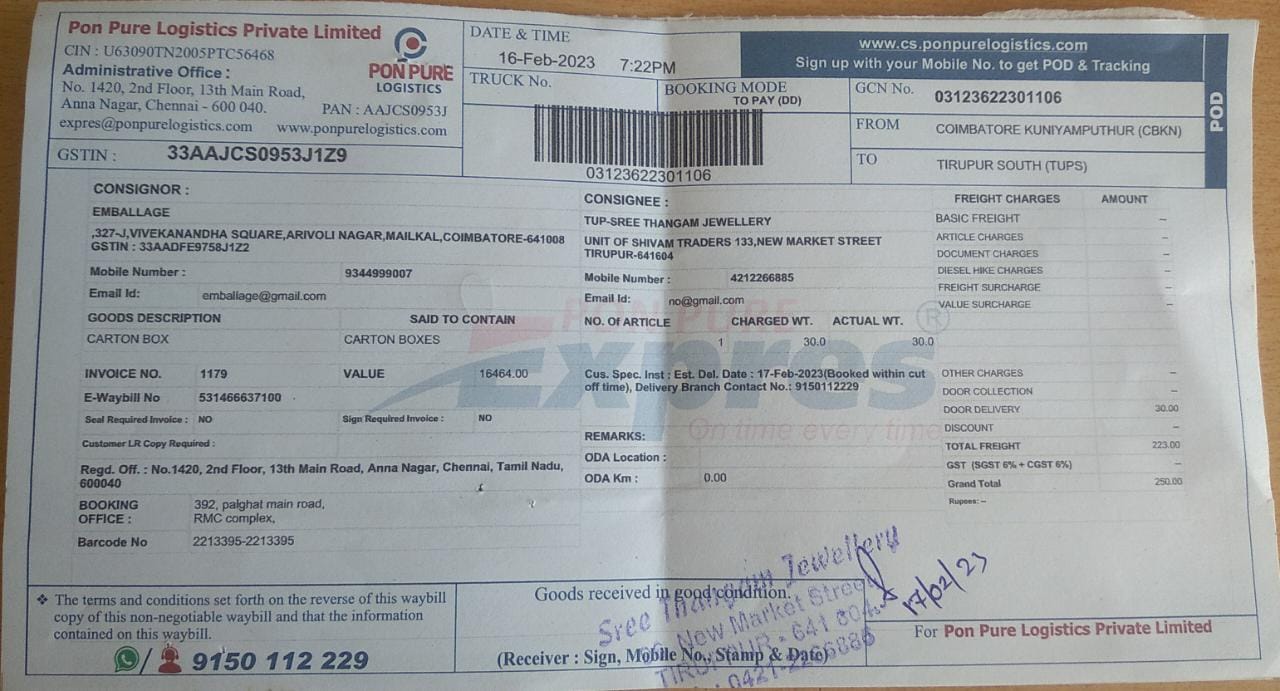 Pon Pure Logistics Private Limited
CIN : U63090TN2005PTC56468
Administrative Office :
No. 1420, 2nd Floor, 13th Main Road,
Anna Nagar, Chennai - 600 040.
PAN : AAJCS0953J
expres@ponpurelogistics.com www.ponpurelogistics.com
PON PURE
LOGISTICS
GSTIN : 33AAJCS0953J1Z9
DATE & TIME
16-Feb-2023 7:22PM
TRUCK No.
BOOKING MODE
TO PAY (DD)
03123622301106
www.cs.ponpurelogistics.com
Sign up with your Mobile No. to get POD & Tracking
GCN No. 03123622301106
FROM COIMBATORE KUNIYAMPUTHUR (CBKN)
TO TIRUPUR SOUTH (TUPS)
POD
CONSIGNOR :
EMBALLAGE
,327-J,VIVEKANANDHA SQUARE,ARIVOLI NAGAR,MAILKAL,COIMBATORE-641008
GSTIN : 33AADFE9758J1Z2
Mobile Number : 9344999007
Email Id: emballage@gmail.com
GOODS DESCRIPTION SAID TO CONTAIN
CARTON BOX CARTON BOXES
INVOICE NO. 1179 VALUE 16464.00
E-Waybill No 531466637100
Seal Required Invoice : NO Sign Required Invoice : NO
Customer LR Copy Required :
Regd. Off. : No.1420, 2nd Floor, 13th Main Road, Anna Nagar, Chennai, Tamil Nadu,
600040
BOOKING 392, palghat main road,
OFFICE : RMC complex,
Barcode No 2213395-2213395
CONSIGNEE :
TUP-SREE THANGAM JEWELLERY
UNIT OF SHIVAM TRADERS 133,NEW MARKET STREET
TIRUPUR-641604
Mobile Number : 4212266885
Email Id: no@gmail.com
NO. Of ARTICLE CHARGED WT. ACTUAL WT.
1 30.0 30.0
Cus. Spec. Inst : Est. Del. Date : 17-Feb-2023(Booked within cut
off time), Delivery Branch Contact No.: 9150112229
REMARKS:
ODA Location :
ODA Km : 0.00
PON PURE
Expres ®
On time every time
FREIGHT CHARGES AMOUNT
BASIC FREIGHT –
ARTICLE CHARGES –
DOCUMENT CHARGES –
DIESEL HIKE CHARGES –
FREIGHT SURCHARGE –
VALUE SURCHARGE –
OTHER CHARGES –
DOOR COLLECTION –
DOOR DELIVERY 30.00
DISCOUNT –
TOTAL FREIGHT 223.00
GST (SGST 6% + CGST 6%) –
Grand Total 250.00
Rupees: –
❖ The terms and conditions set forth on the reverse of this waybill
copy of this non-negotiable waybill and that the information
contained on this waybill.
/ 9150 112 229
Goods received in good condition.
(Receiver : Sign, Mobile No, Stamp & Date)
Sree Thangam Jewellery
New Market Street
TIRUPPUR - 641 604.
0421-2266885
17/02/23
For Pon Pure Logistics Private Limited